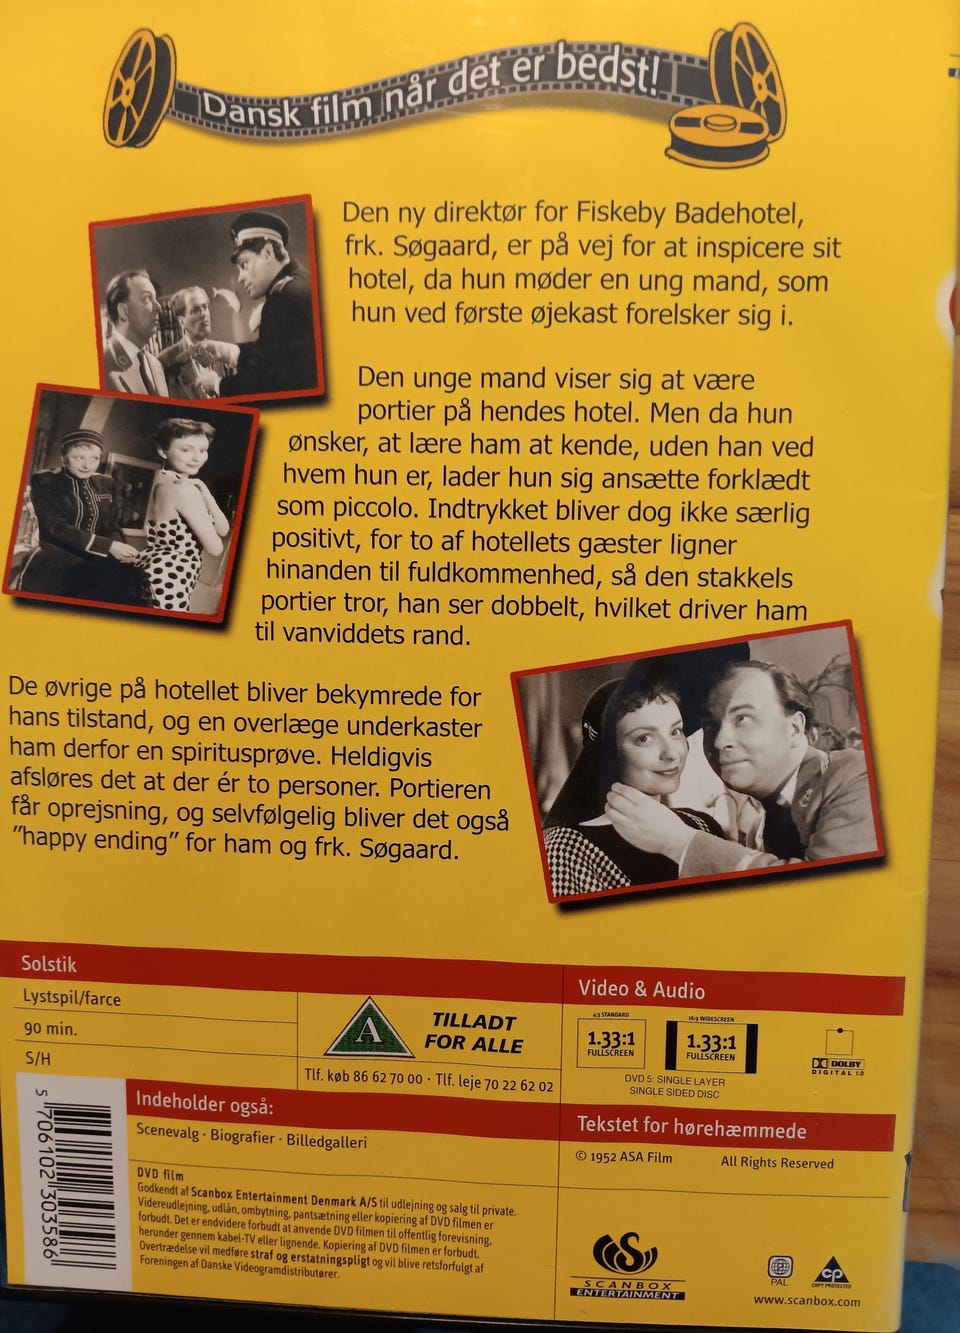 Dansk film når det er bedst!
Den ny direktør for Fiskeby Badehotel,
frk. Søgaard, er på vej for at inspicere sit
hotel, da hun møder en ung mand, som
hun ved første øjekast forelsker sig i.
Den unge mand viser sig at være
portier på hendes hotel. Men da hun
ønsker, at lære ham at kende, uden han ved
hvem hun er, lader hun sig ansætte forklædt
som piccolo. Indtrykket bliver dog ikke særlig
positivt, for to af hotellets gæster ligner
hinanden til fuldkommenhed, så den stakkels
portier tror, han ser dobbelt, hvilket driver ham
til vanviddets rand.
De øvrige på hotellet bliver bekymrede for
hans tilstand, og en overlæge underkaster
ham derfor en spiritusprøve. Heldigvis
afsløres det at der ér to personer. Portieren
får oprejsning, og selvfølgelig bliver det også
”happy ending” for ham og frk. Søgaard.
Solstik
Lystspil/farce
90 min.
S/H
A
TILLADT
FOR ALLE
Tlf. køb 86 62 70 00 · Tlf. leje 70 22 62 02
Video & Audio
4:3 STANDARD
1.33:1
FULLSCREEN
16:9 WIDESCREEN
1.33:1
FULLSCREEN
DVD 5: SINGLE LAYER
SINGLE SIDED DISC
DOLBY
DIGITAL 1.0
Indeholder også:
Scenevalg · Biografier · Billedgalleri
Tekstet for hørehæmmede
© 1952 ASA Film All Rights Reserved
DVD film
Godkendt af Scanbox Entertainment Denmark A/S til udlejning og salg til private.
Videreudlejning, udlån, ombytning, pantsætning eller kopiering af DVD filmen er
forbudt. Det er endvidere forbudt at anvende DVD filmen til offentlig forevisning,
herunder gennem kabel-TV eller lignende. Kopiering af DVD filmen er forbudt.
Overtrædelse vil medføre straf og erstatningspligt og vil blive retsforfulgt af
Foreningen af Danske Videogramdistributører.
5 706102 303586
SCANBOX
ENTERTAINMENT
PAL
CP
COPY PROTECTED
www.scanbox.com